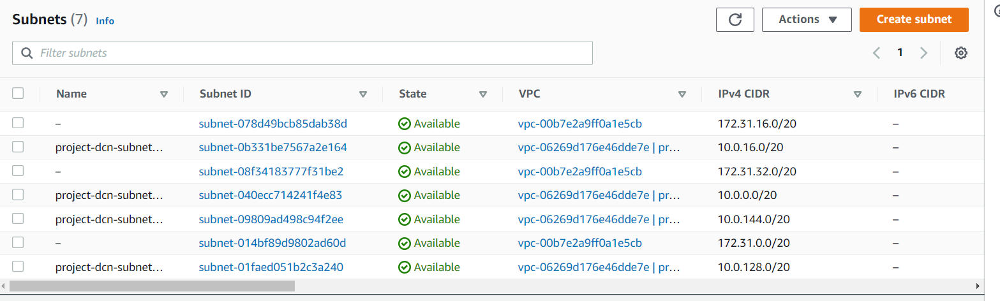 Subnets (7) Info
Actions
Create subnet
Filter subnets
1
Name Subnet ID State VPC IPv4 CIDR IPv6 CIDR
– subnet-078d49bcb85dab38d Available vpc-00b7e2a9ff0a1e5cb 172.31.16.0/20 –
project-dcn-subnet... subnet-0b331be7567a2e164 Available vpc-06269d176e46dde7e | pr... 10.0.16.0/20 –
– subnet-08f34183777f31be2 Available vpc-00b7e2a9ff0a1e5cb 172.31.32.0/20 –
project-dcn-subnet... subnet-040ecc714241f4e83 Available vpc-06269d176e46dde7e | pr... 10.0.0.0/20 –
project-dcn-subnet... subnet-09809ad498c94f2ee Available vpc-06269d176e46dde7e | pr... 10.0.144.0/20 –
– subnet-014bf89d9802ad60d Available vpc-00b7e2a9ff0a1e5cb 172.31.0.0/20 –
project-dcn-subnet... subnet-01faed051b2c3a240 Available vpc-06269d176e46dde7e | pr... 10.0.128.0/20 –